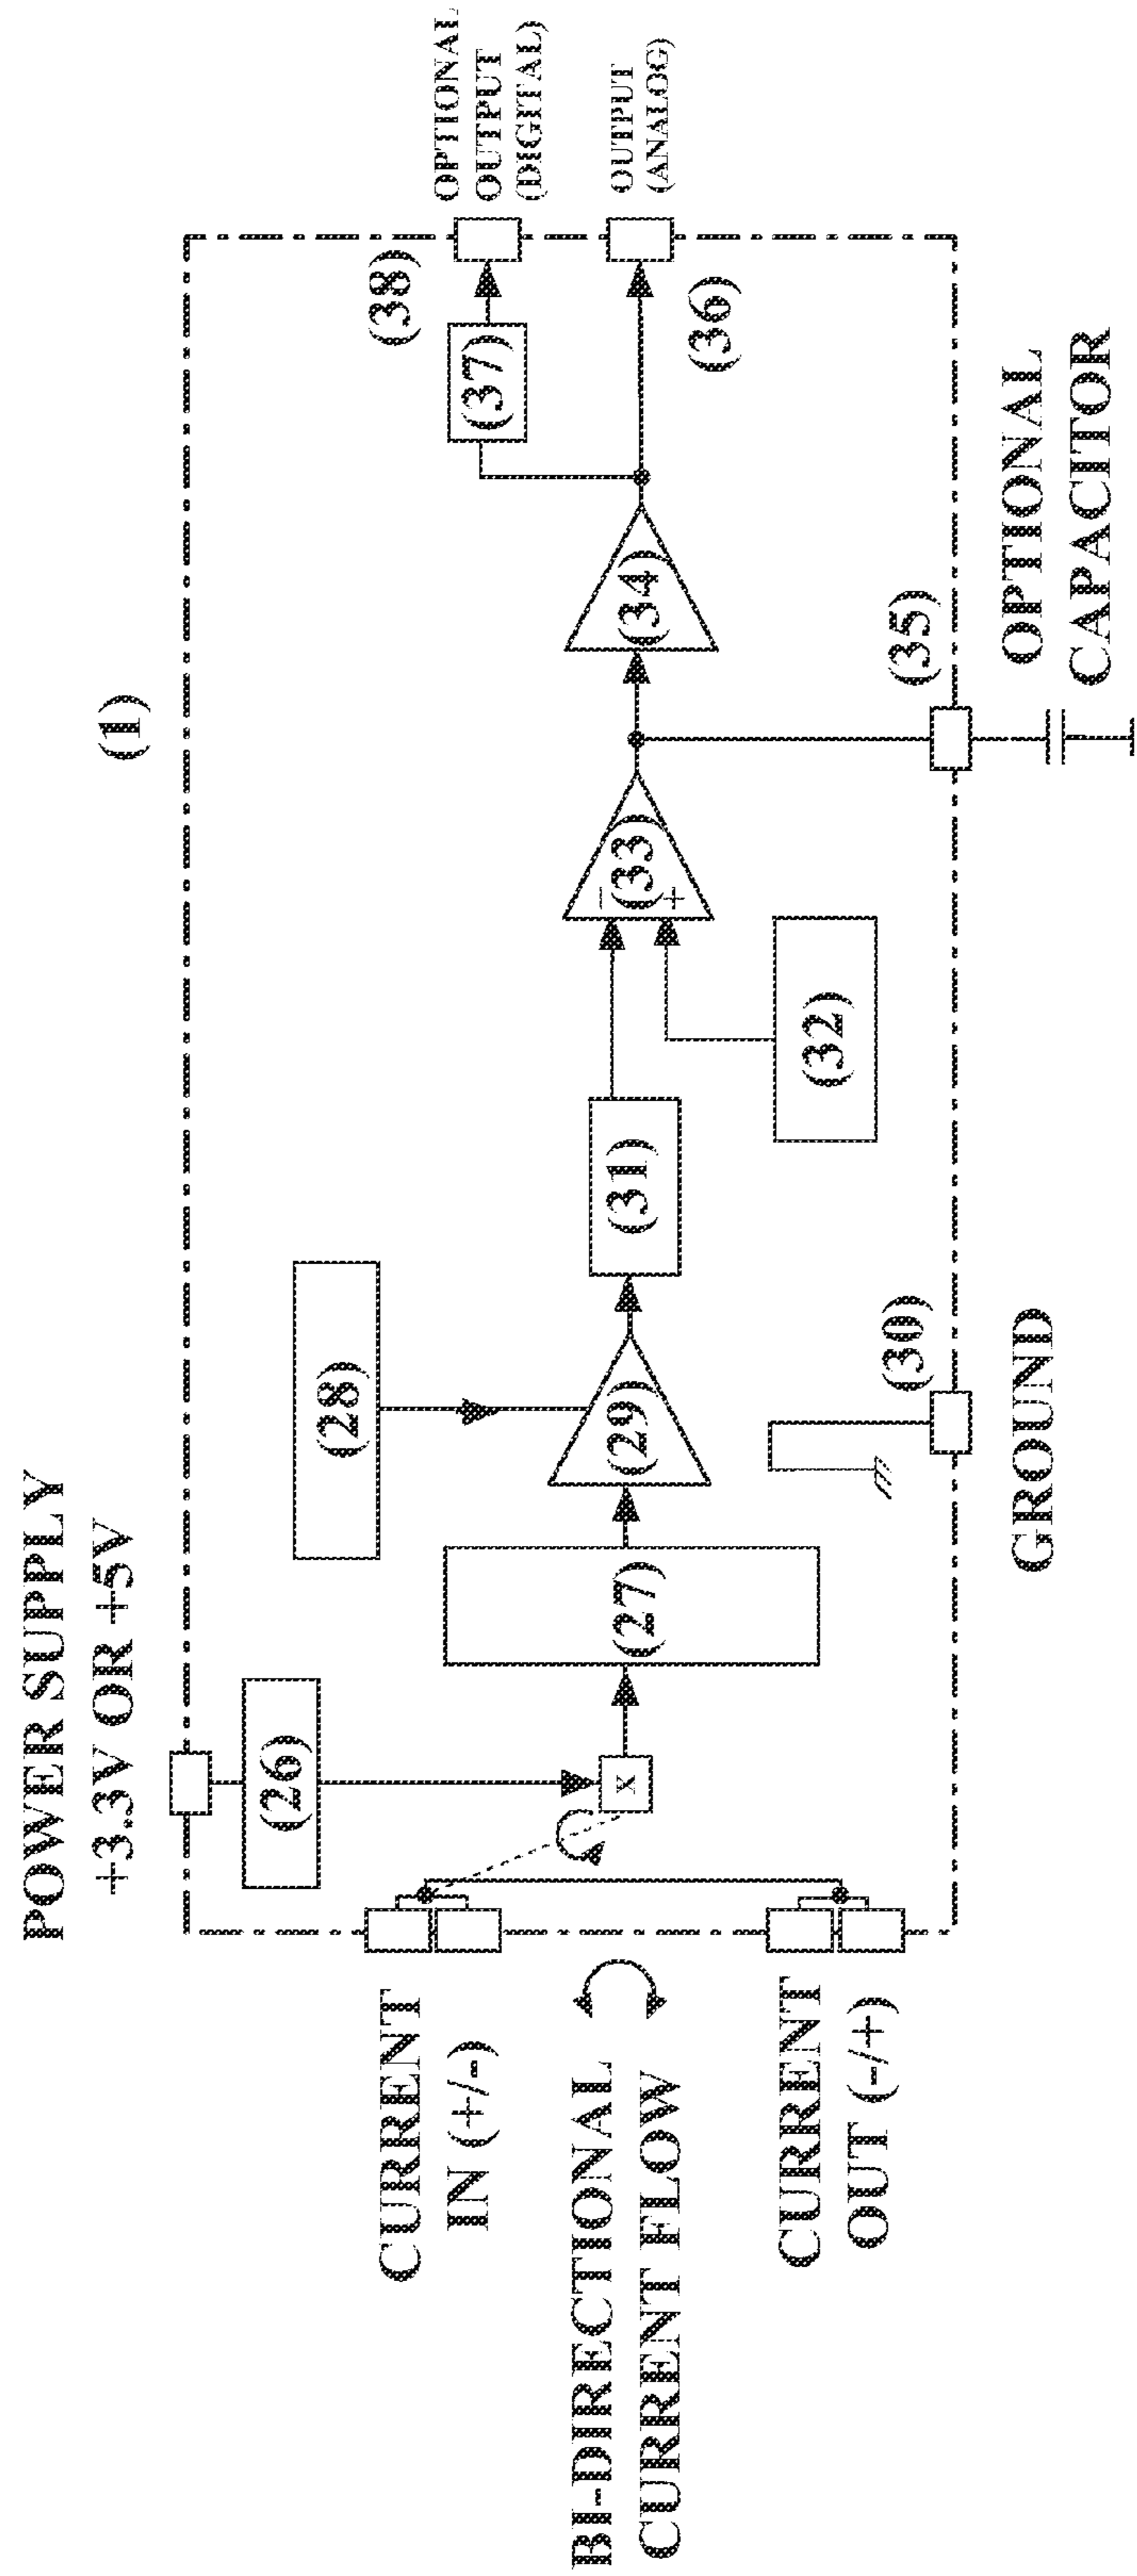 POWER SUPPLY
+3.3V OR +5V
(1)
(26)
(28)
(38)
OPTIONAL
OUTPUT
(DIGITAL)
(37)
CURRENT
IN (+/-)
BI-DIRECTIONAL
CURRENT FLOW
x
(27)
(29)
(31)
−
(33)
+
(34)
OUTPUT
(ANALOG)
(36)
(32)
CURRENT
OUT (-/+)
(30)
(35)
GROUND
OPTIONAL
CAPACITOR